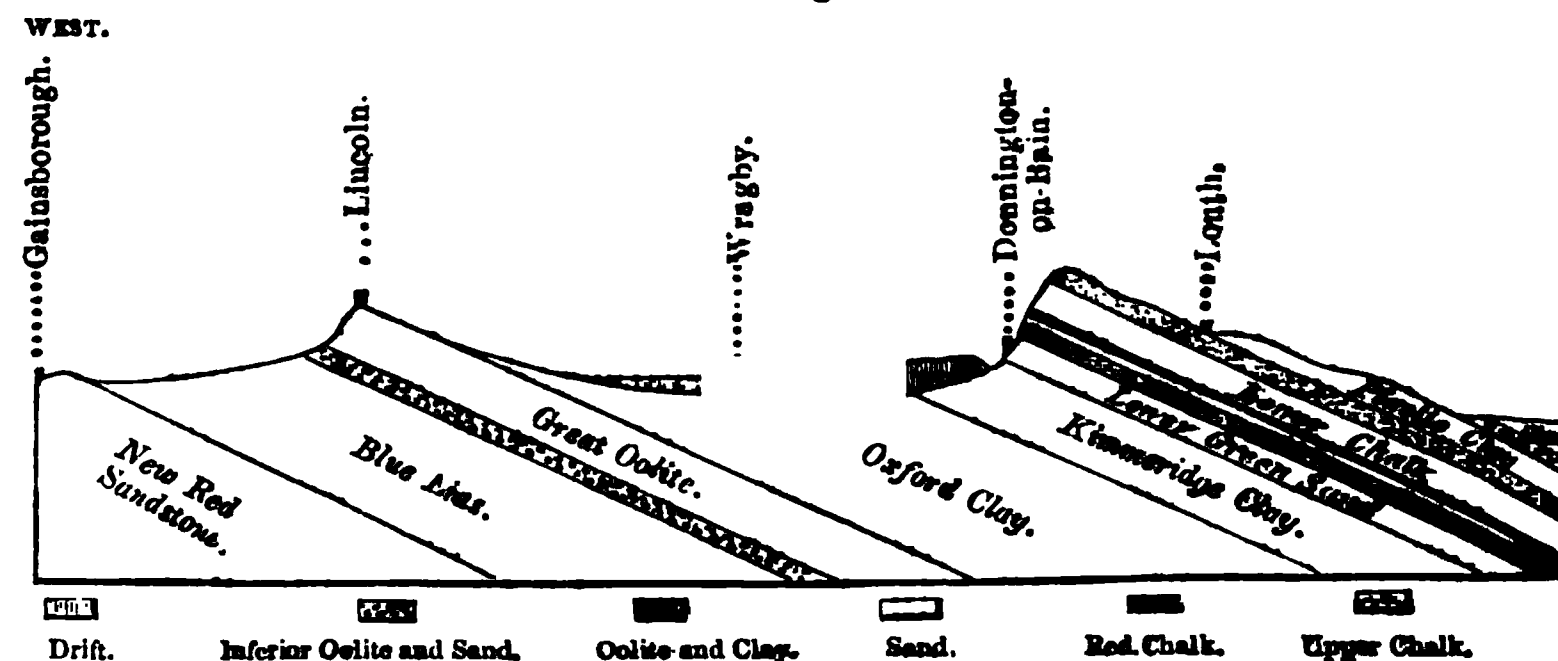 WEST.
Gainsborough.
Lincoln.
Wragby.
Donnington-
on-Bain.
Louth.
New Red
Sandstone.
Blue Lias.
Great Oolite.
Oxford Clay.
Kimmeridge Clay.
Lower Green Sand
Lower Chalk
Drift.
Inferior Oolite and Sand.
Oolite and Clay.
Sand.
Red Chalk.
Upper Chalk.